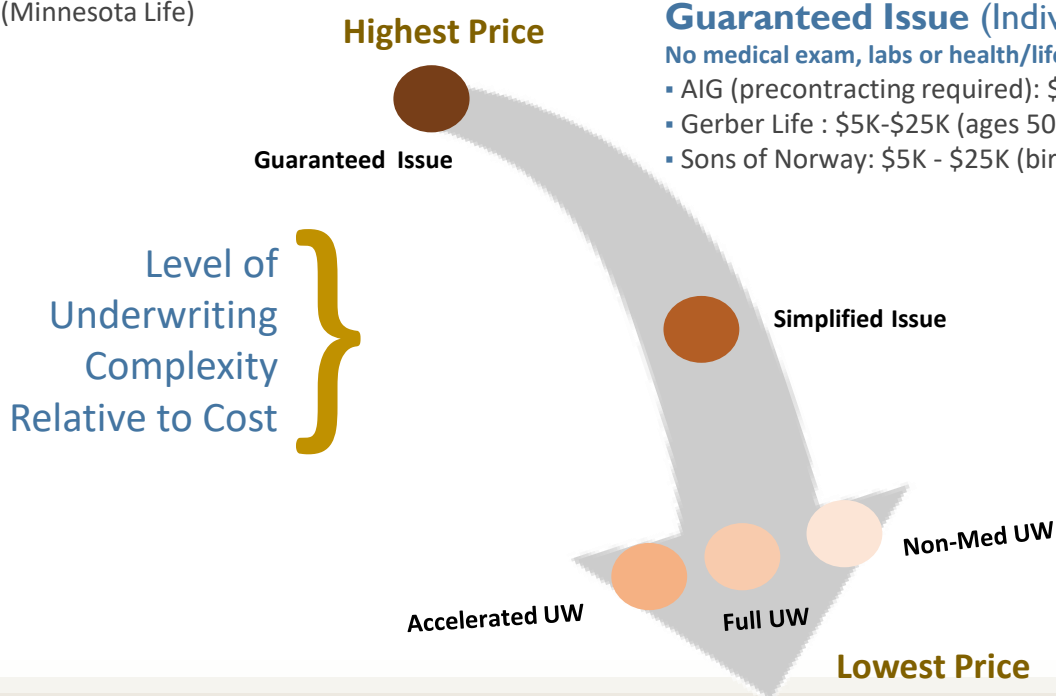 (Minnesota Life)
Highest Price
Guaranteed Issue
Level of
Underwriting
Complexity
Relative to Cost
}
Guaranteed Issue (Indiv
No medical exam, labs or health/life
▪ AIG (precontracting required): $
▪ Gerber Life : $5K-$25K (ages 50
▪ Sons of Norway: $5K - $25K (bir
Simplified Issue
Non-Med UW
Accelerated UW
Full UW
Lowest Price